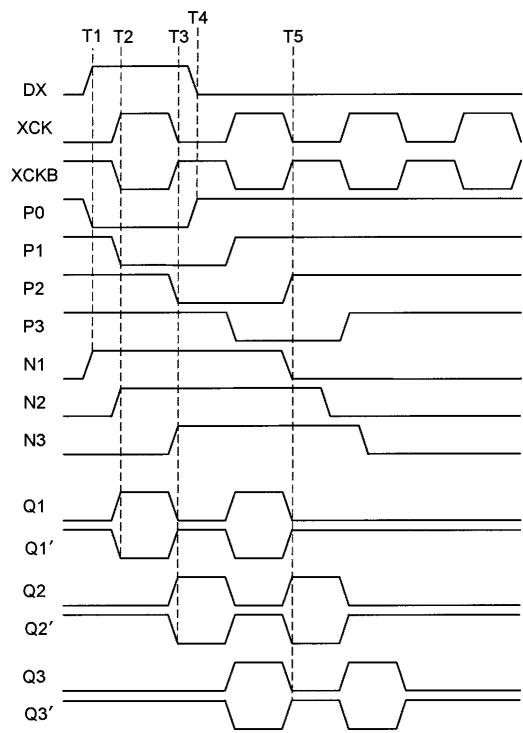 T1 T2 T3 T4 T5
DX
XCK
XCKB
P0
P1
P2
P3
N1
N2
N3
Q1
Q1′
Q2
Q2′
Q3
Q3′